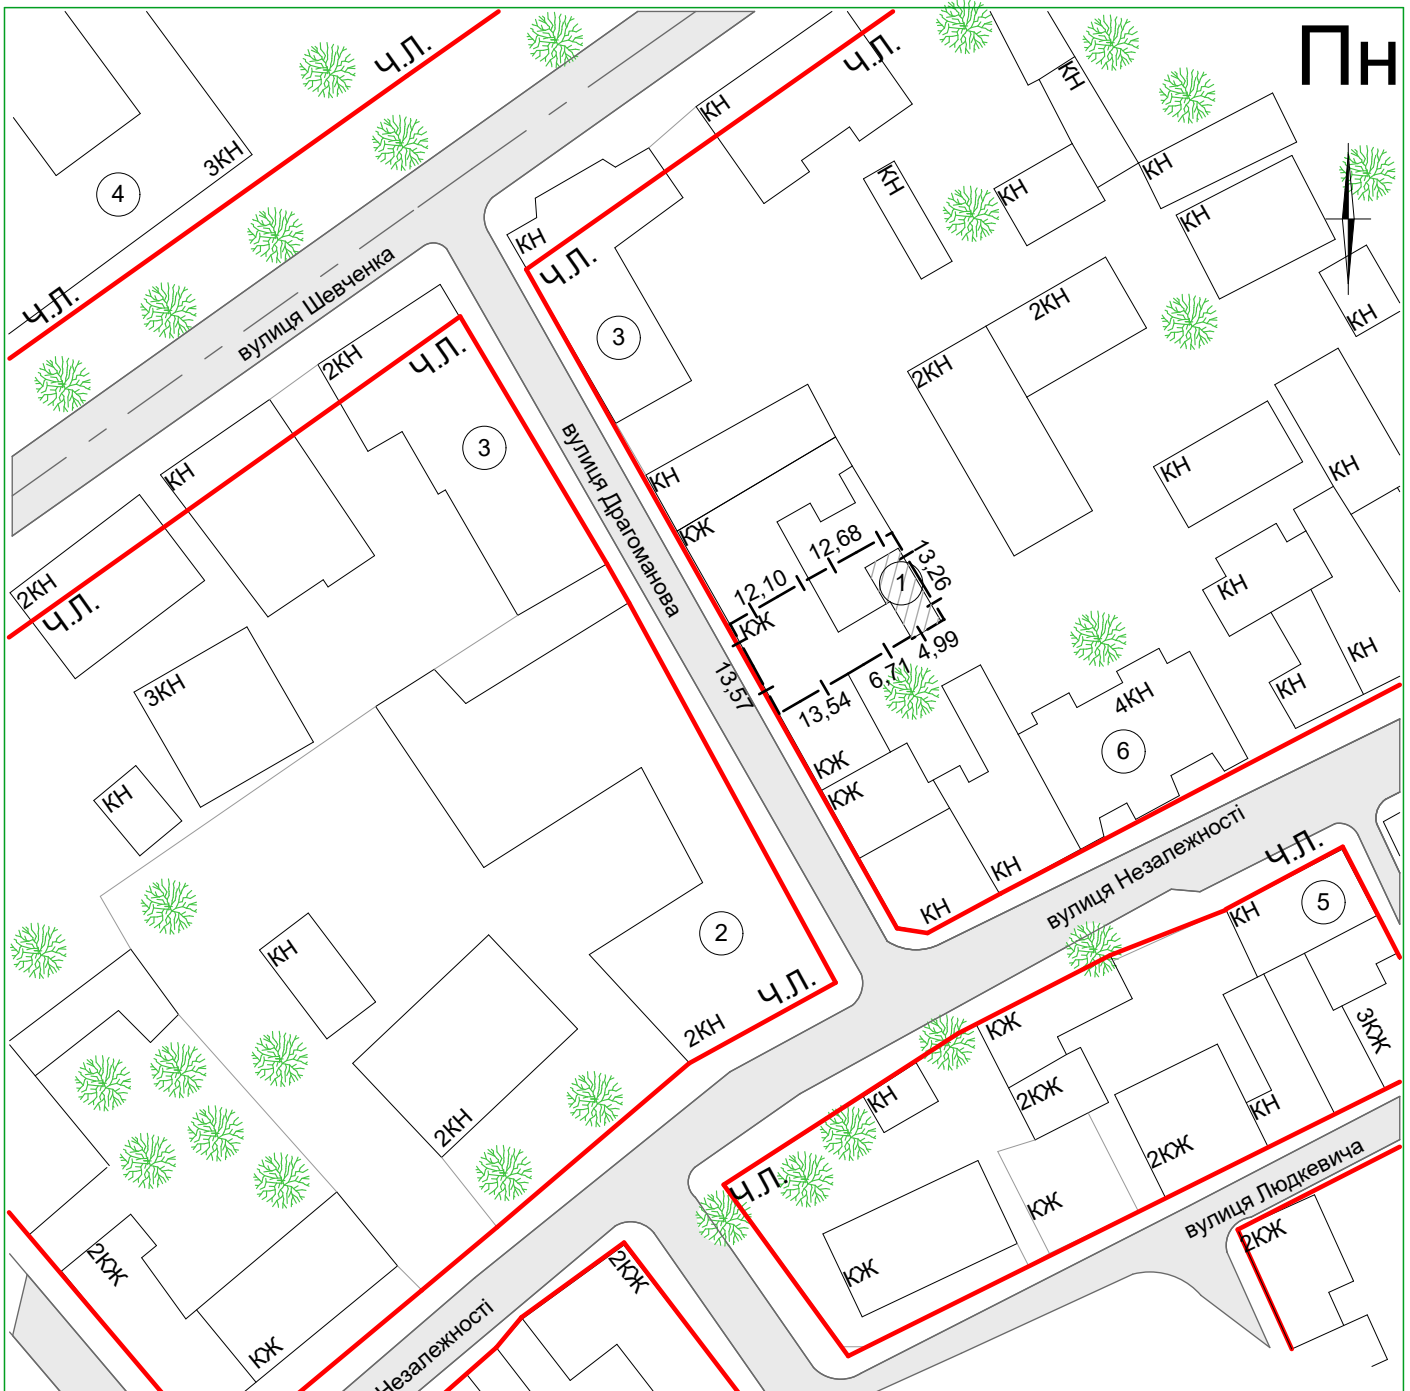 Пн
Ч.Л.
Ч.Л.
КН
КН
3КН
КН
4
КН
КН
КН
КН
Ч.Л.
вулиця Шевченка
Ч.Л.
2КН
КН
3
2КН
Ч.Л.
2КН
3
вулиця Драгоманова
КН
КН
КН
КН
КЖ
12,68
13,26
1
12,10
2КН
Ч.Л.
КЖ
КН
13,57
4,99
6,71
13,54
КН
КН
3КН
4КН
6
КН
КЖ
КЖ
вулиця Незалежності
Ч.Л.
КН
КН
5
КН
2
КН
КН
Ч.Л.
2КН
КЖ
3КЖ
2КЖ
КН
КН
2КН
2КЖ
вулиця Людкевича
Ч.Л.
КЖ
2КЖ
2КЖ
2КЖ
КЖ
КЖ
Незалежності